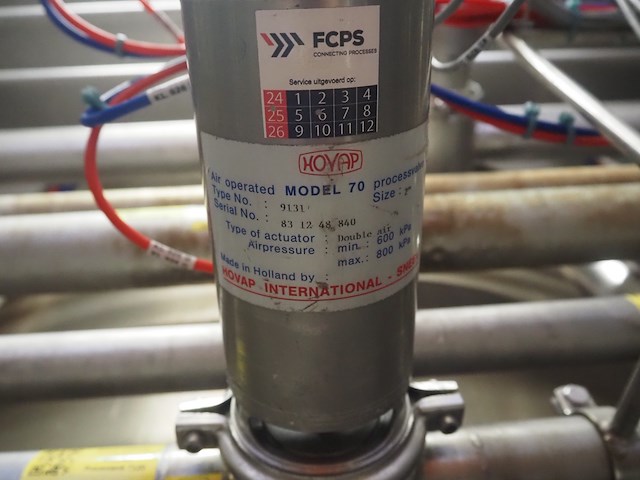 FCPS
CONNECTING PROCESSES
Service uitgevoerd op:
24 1 2 3 4
25 5 6 7 8
26 9 10 11 12
HOVAP
Air operated MODEL 70
Type No. : 9131 Size :
Serial No. : 83 12 48 840
Type of actuator : Double air
Airpressure : min.: 600 kPa
max.: 800 kPa
Made in Holland by :
HOVAP INTERNATIONAL -